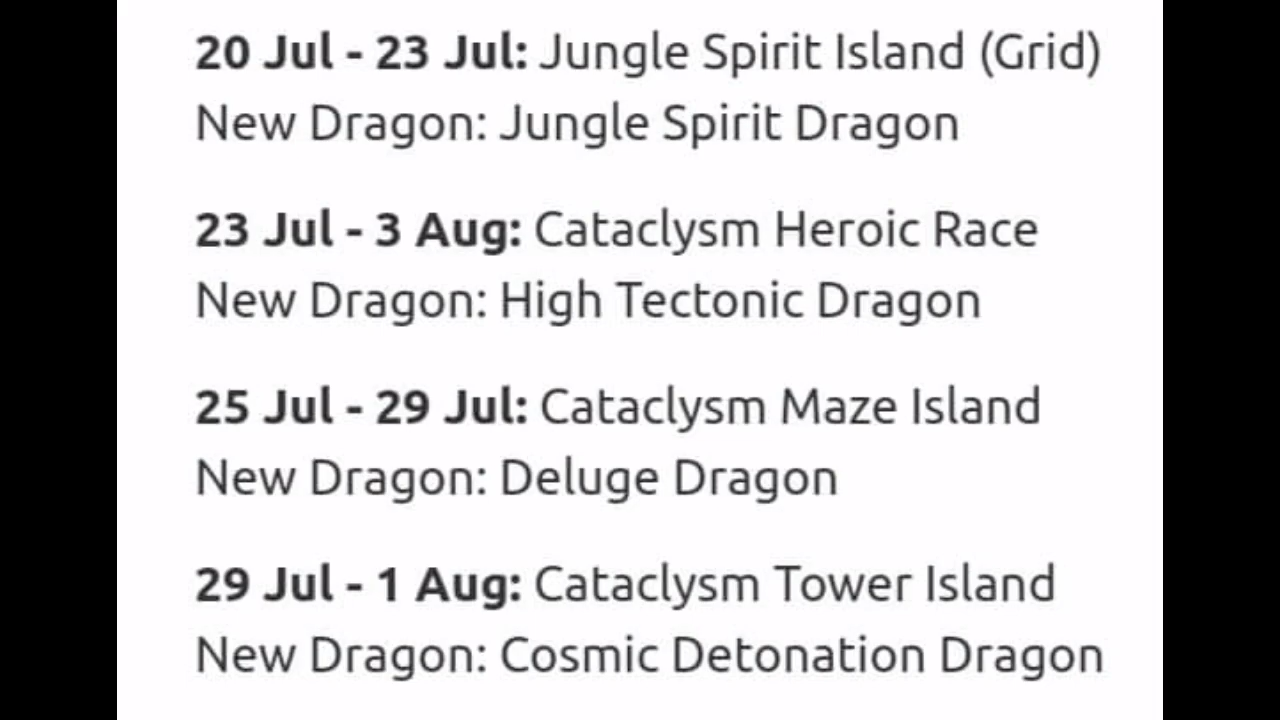 20 Jul - 23 Jul: Jungle Spirit Island (Grid)
New Dragon: Jungle Spirit Dragon
23 Jul - 3 Aug: Cataclysm Heroic Race
New Dragon: High Tectonic Dragon
25 Jul - 29 Jul: Cataclysm Maze Island
New Dragon: Deluge Dragon
29 Jul - 1 Aug: Cataclysm Tower Island
New Dragon: Cosmic Detonation Dragon